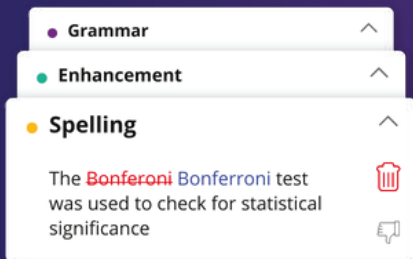 Grammar
Enhancement
Spelling
The Bonferoni Bonferroni test
was used to check for statistical
significance